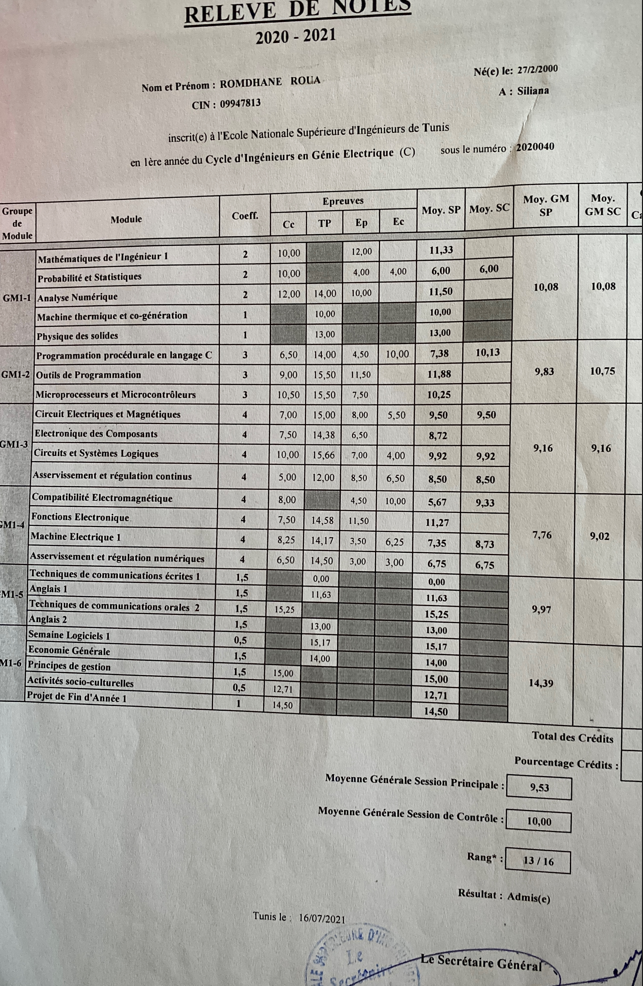 RELEVE DE NOTES
2020 - 2021
Nom et Prénom : ROMDHANE ROUA Né(e) le: 27/2/2000
CIN : 09947813 A : Siliana
inscrit(e) à l'Ecole Nationale Supérieure d'Ingénieurs de Tunis
en 1ère année du Cycle d'Ingénieurs en Génie Electrique (C) sous le numéro : 2020040
Groupe de Module Module Coeff. Epreuves Moy. SP Moy. SC Moy. GM SP Moy. GM SC
Cc TP Ep Ec
GM1-1 10,08 10,08
Mathématiques de l'Ingénieur 1 2 10,00 12,00 11,33
Probabilité et Statistiques 2 10,00 4,00 4,00 6,00 6,00
Analyse Numérique 2 12,00 14,00 10,00 11,50
Machine thermique et co-génération 1 10,00 10,00
Physique des solides 1 13,00 13,00
GM1-2 9,83 10,75
Programmation procédurale en langage C 3 6,50 14,00 4,50 10,00 7,38 10,13
Outils de Programmation 3 9,00 15,50 11,50 11,88
Microprocesseurs et Microcontrôleurs 3 10,50 15,50 7,50 10,25
GM1-3 9,16 9,16
Circuit Electriques et Magnétiques 4 7,00 15,00 8,00 5,50 9,50 9,50
Electronique des Composants 4 7,50 14,38 6,50 8,72
Circuits et Systèmes Logiques 4 10,00 15,66 7,00 4,00 9,92 9,92
Asservissement et régulation continus 4 5,00 12,00 8,50 6,50 8,50 8,50
GM1-4 7,76 9,02
Compatibilité Electromagnétique 4 8,00 4,50 10,00 5,67 9,33
Fonctions Electronique 4 7,50 14,58 11,50 11,27
Machine Electrique 1 4 8,25 14,17 3,50 6,25 7,35 8,73
Asservissement et régulation numériques 4 6,50 14,50 3,00 3,00 6,75 6,75
M1-5 9,97
Techniques de communications écrites 1 1,5 0,00 0,00
Anglais 1 1,5 11,63 11,63
Techniques de communications orales 2 1,5 15,25 15,25
Anglais 2 1,5 13,00 13,00
M1-6 14,39
Semaine Logiciels 1 0,5 15,17 15,17
Economie Générale 1,5 14,00 14,00
Principes de gestion 1,5 15,00 15,00
Activités socio-culturelles 0,5 12,71 12,71
Projet de Fin d'Année 1 1 14,50 14,50
Total des Crédits
Pourcentage Crédits :
Moyenne Générale Session Principale : 9,53
Moyenne Générale Session de Contrôle : 10,00
Rang* : 13 / 16
Résultat : Admis(e)
Tunis le : 16/07/2021
Le Secrétaire Général